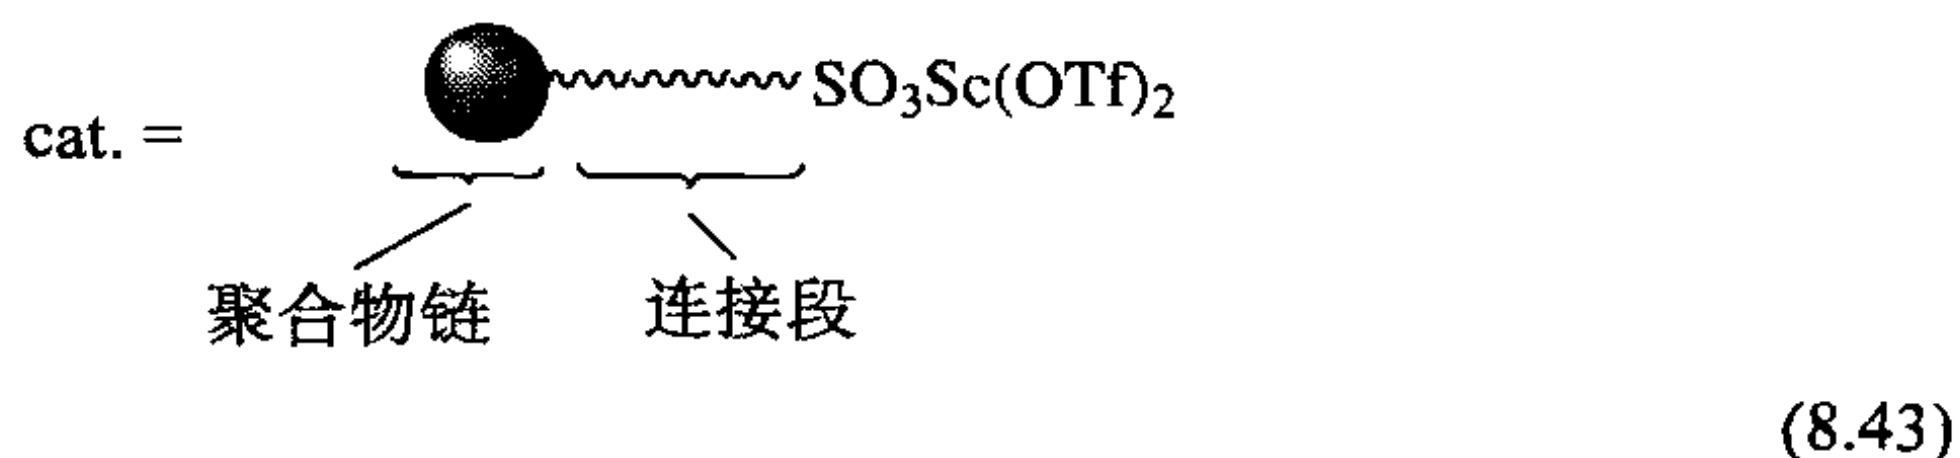 cat. = SO₃Sc(OTf)₂
聚合物链 连接段
(8.43)